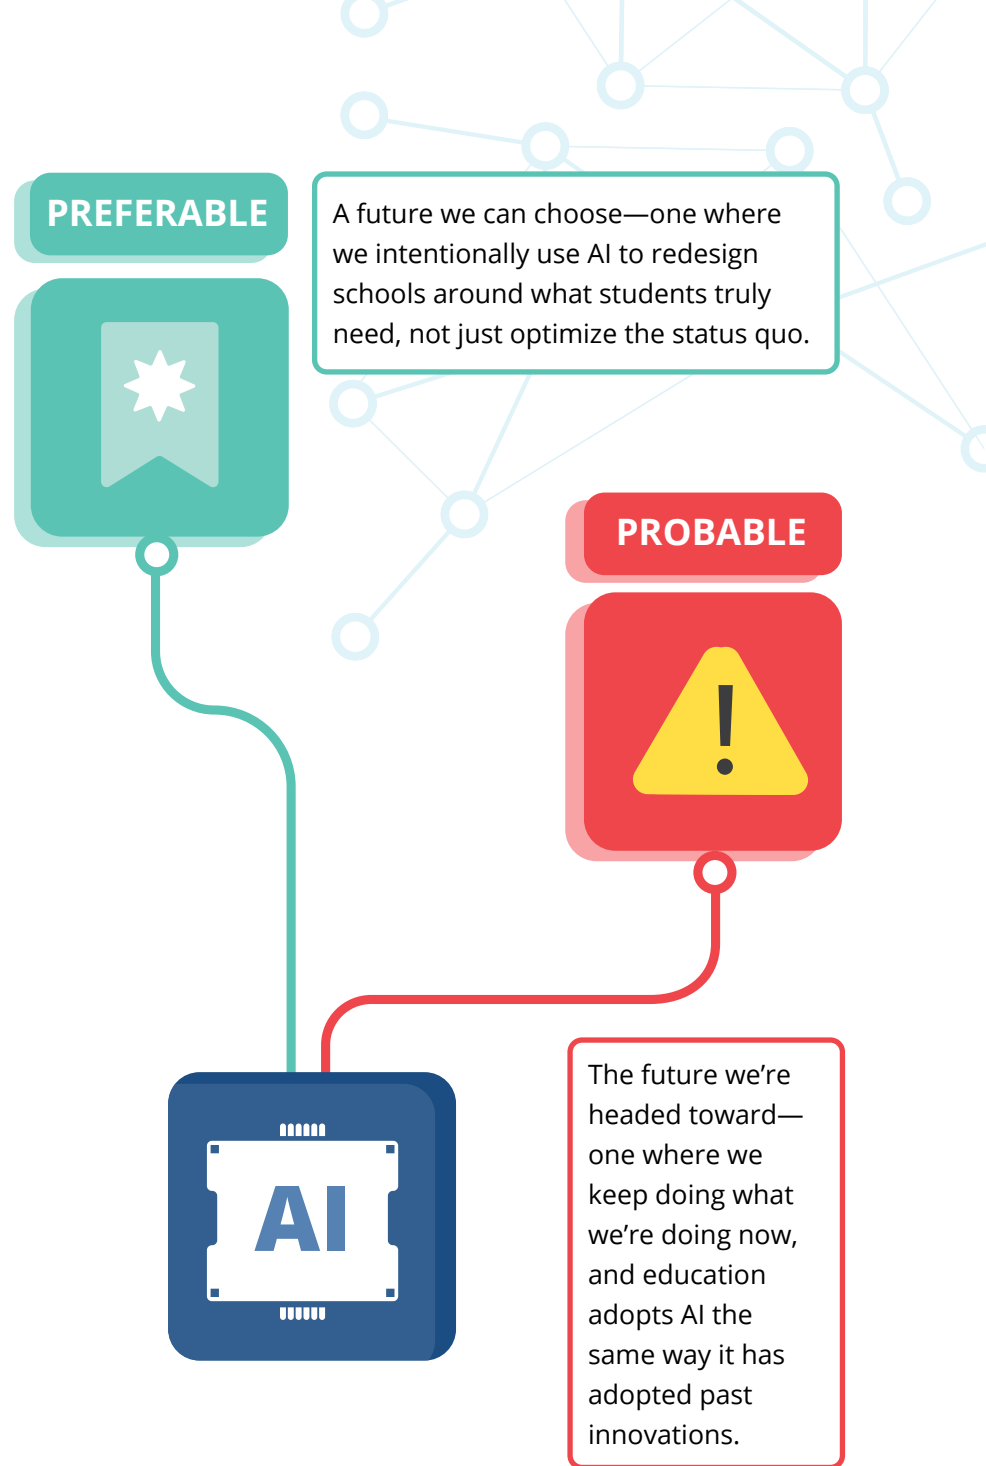 PREFERABLE
A future we can choose—one where
we intentionally use AI to redesign
schools around what students truly
need, not just optimize the status quo.
PROBABLE
!
AI
The future we’re
headed toward—
one where we
keep doing what
we’re doing now,
and education
adopts AI the
same way it has
adopted past
innovations.